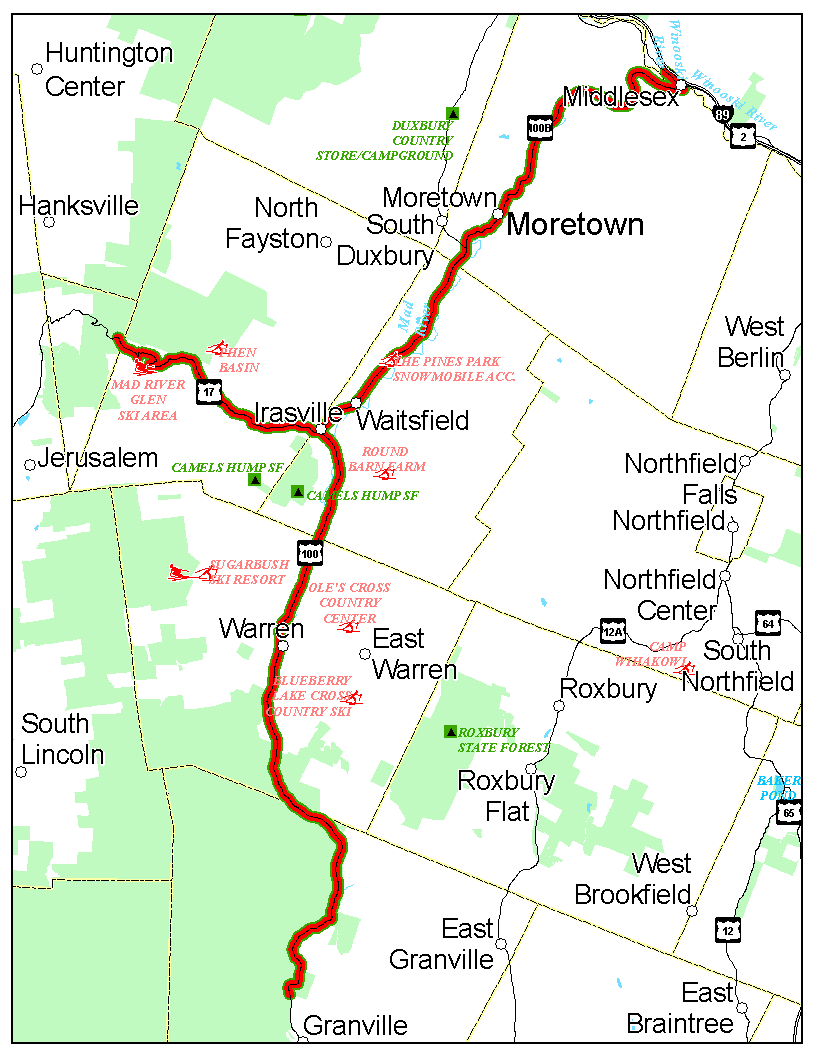 Huntington
Center
Winooski
River
Winooski River
Middlesex
89
2
100B
DUXBURY
COUNTRY
STORE/CAMPGROUND
Hanksville
North
Fayston
Moretown
South
Duxbury
Moretown
Mad
River
West
Berlin
HEN
BASIN
THE PINES PARK
SNOWMOBILE ACC.
MAD RIVER
GLEN
SKI AREA
17
Irasville
Waitsfield
Jerusalem
CAMELS HUMP SF
CAMELS HUMP SF
ROUND
BARN FARM
Northfield
Falls
Northfield
100
SUGARBUSH
SKI RESORT
OLE'S CROSS
COUNTRY
CENTER
Northfield
Center
Warren
East
Warren
12A
64
CAMP
WIHAKOWI
South
Northfield
BLUEBERRY
LAKE CROSS
COUNTRY SKI
Roxbury
South
Lincoln
ROXBURY
STATE FOREST
Roxbury
Flat
BAKER
POND
65
West
Brookfield
East
Granville
12
East
Braintree
Granville